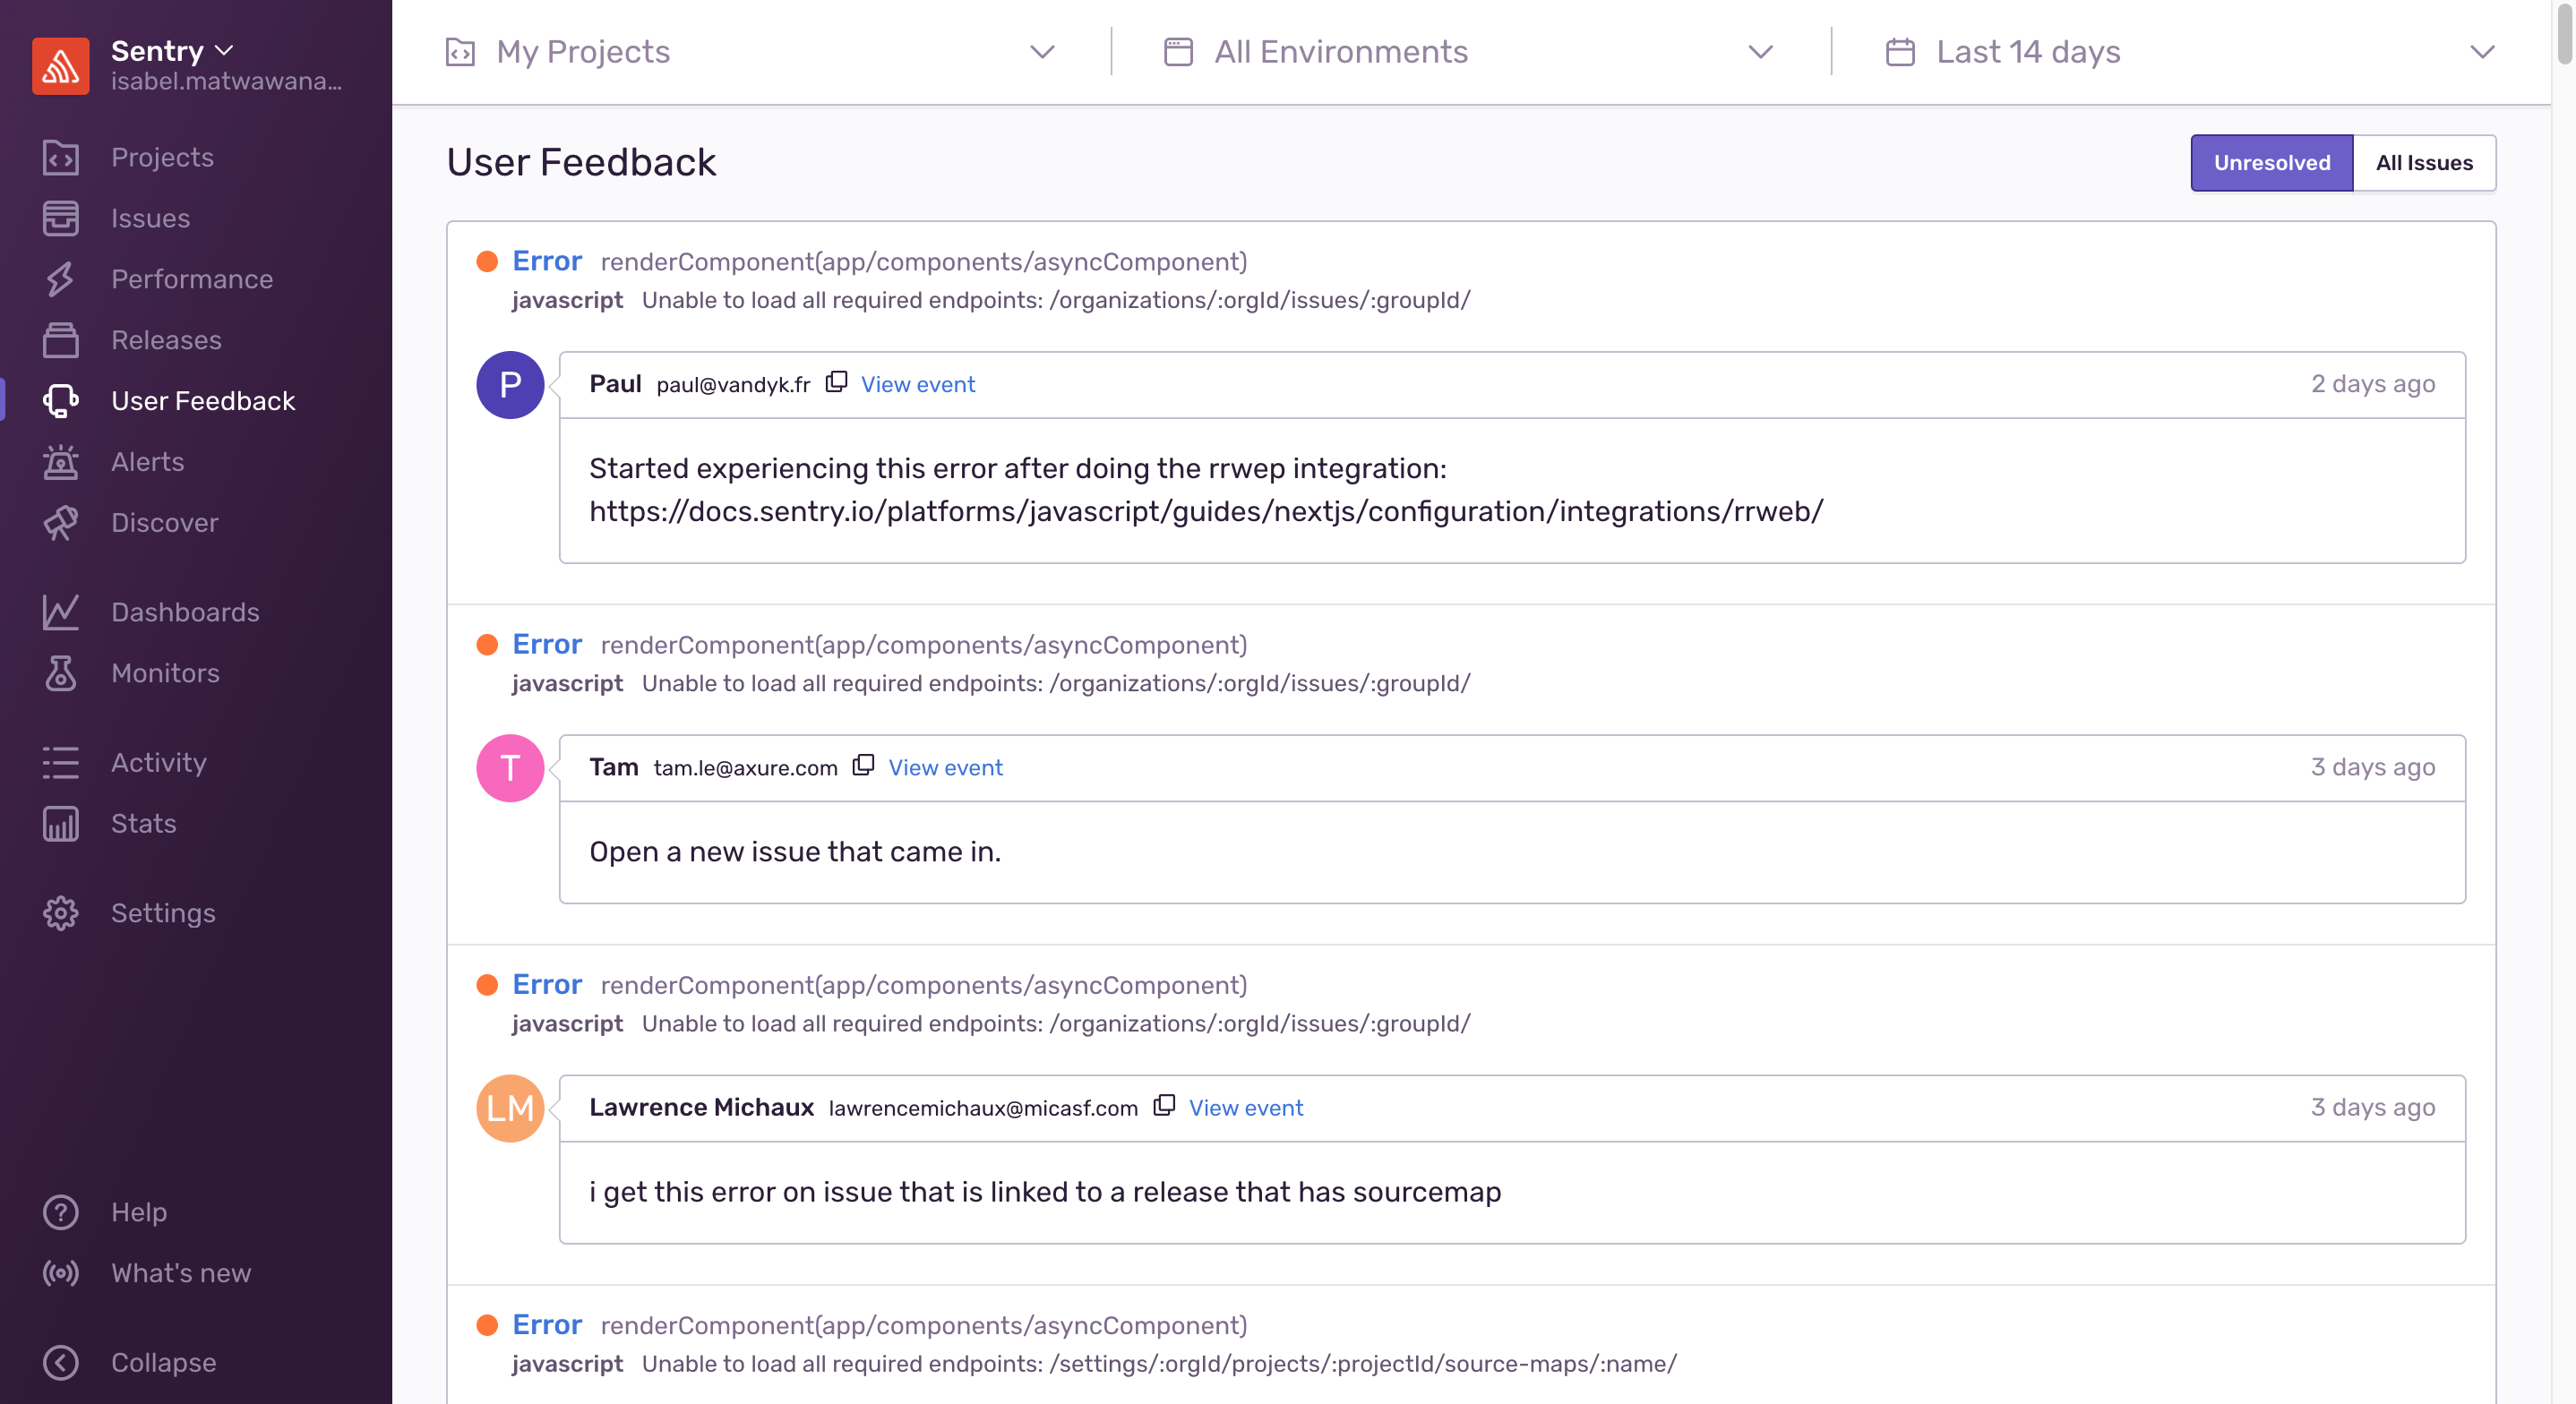 Sentry
isabel.matwawana...
Projects
Issues
Performance
Releases
User Feedback
Alerts
Discover
Dashboards
Monitors
Activity
Stats
Settings
Help
What's new
Collapse
My Projects
All Environments
Last 14 days
User Feedback
Unresolved
All Issues
Error renderComponent(app/components/asyncComponent)
javascript Unable to load all required endpoints: /organizations/:orgId/issues/:groupId/
P
Paul paul@vandyk.fr View event 2 days ago
Started experiencing this error after doing the rrwep integration:
https://docs.sentry.io/platforms/javascript/guides/nextjs/configuration/integrations/rrweb/
Error renderComponent(app/components/asyncComponent)
javascript Unable to load all required endpoints: /organizations/:orgId/issues/:groupId/
T
Tam tam.le@axure.com View event 3 days ago
Open a new issue that came in.
Error renderComponent(app/components/asyncComponent)
javascript Unable to load all required endpoints: /organizations/:orgId/issues/:groupId/
LM
Lawrence Michaux lawrencemichaux@micasf.com View event 3 days ago
i get this error on issue that is linked to a release that has sourcemap
Error renderComponent(app/components/asyncComponent)
javascript Unable to load all required endpoints: /settings/:orgId/projects/:projectId/source-maps/:name/